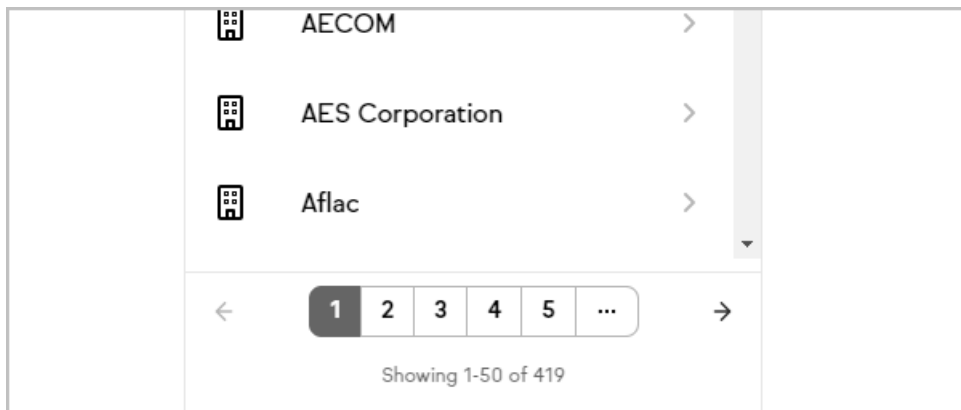 AECOM
AES Corporation
Aflac
1 2 3 4 5 ...
Showing 1-50 of 419